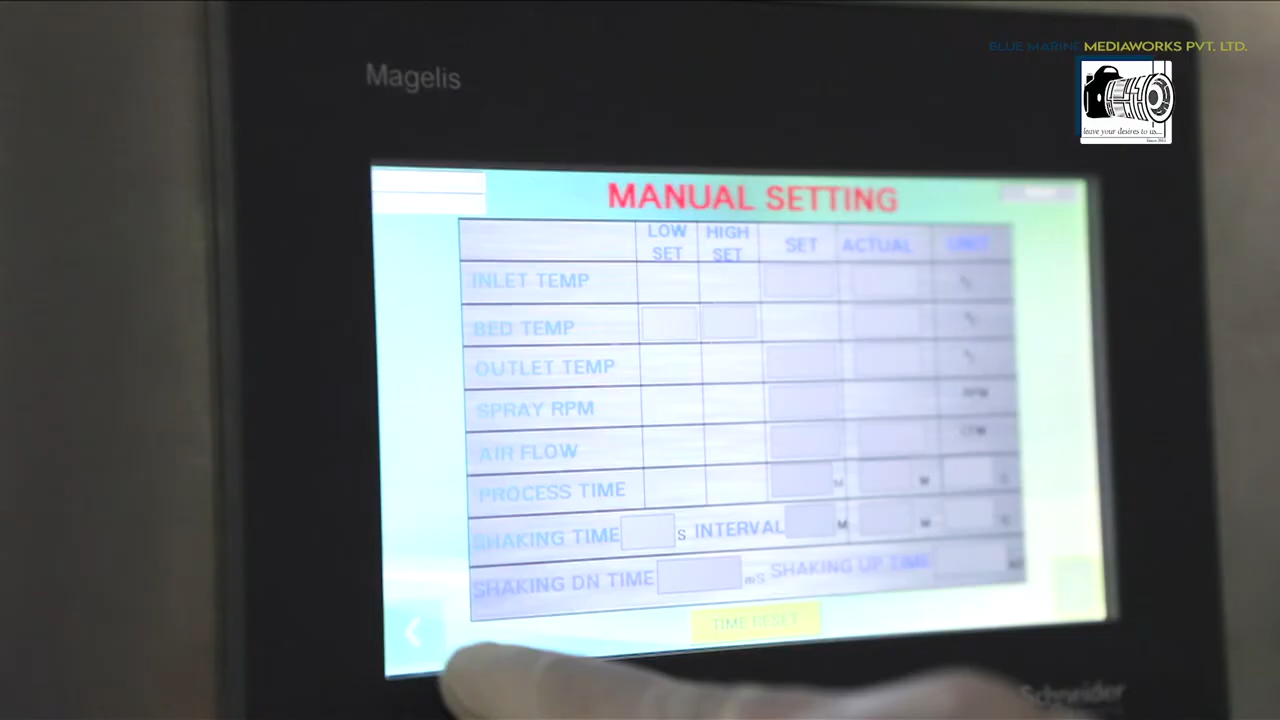 BLUE MARINE MEDIAWORKS PVT. LTD.
Magelis
leave your desires to us...
MANUAL SETTING
LOW SET HIGH SET SET ACTUAL UNIT
INLET TEMP °c
BED TEMP °c
OUTLET TEMP °c
SPRAY RPM RPM
AIR FLOW CFM
PROCESS TIME M M
SHAKING TIME S INTERVAL M M
SHAKING DN TIME mS SHAKING UP TIME
TIME RESET
Schneider